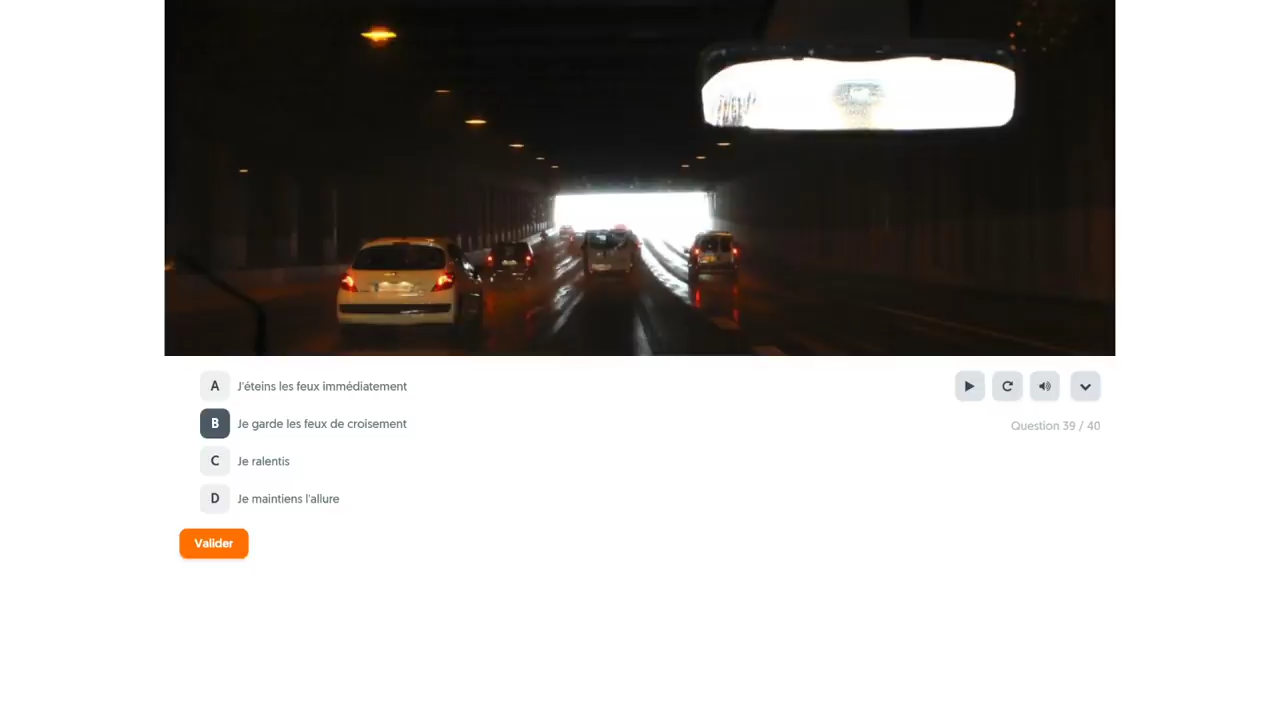 A J'éteins les feux immédiatement
B Je garde les feux de croisement
C Je ralentis
D Je maintiens l'allure
Question 39 / 40
Valider